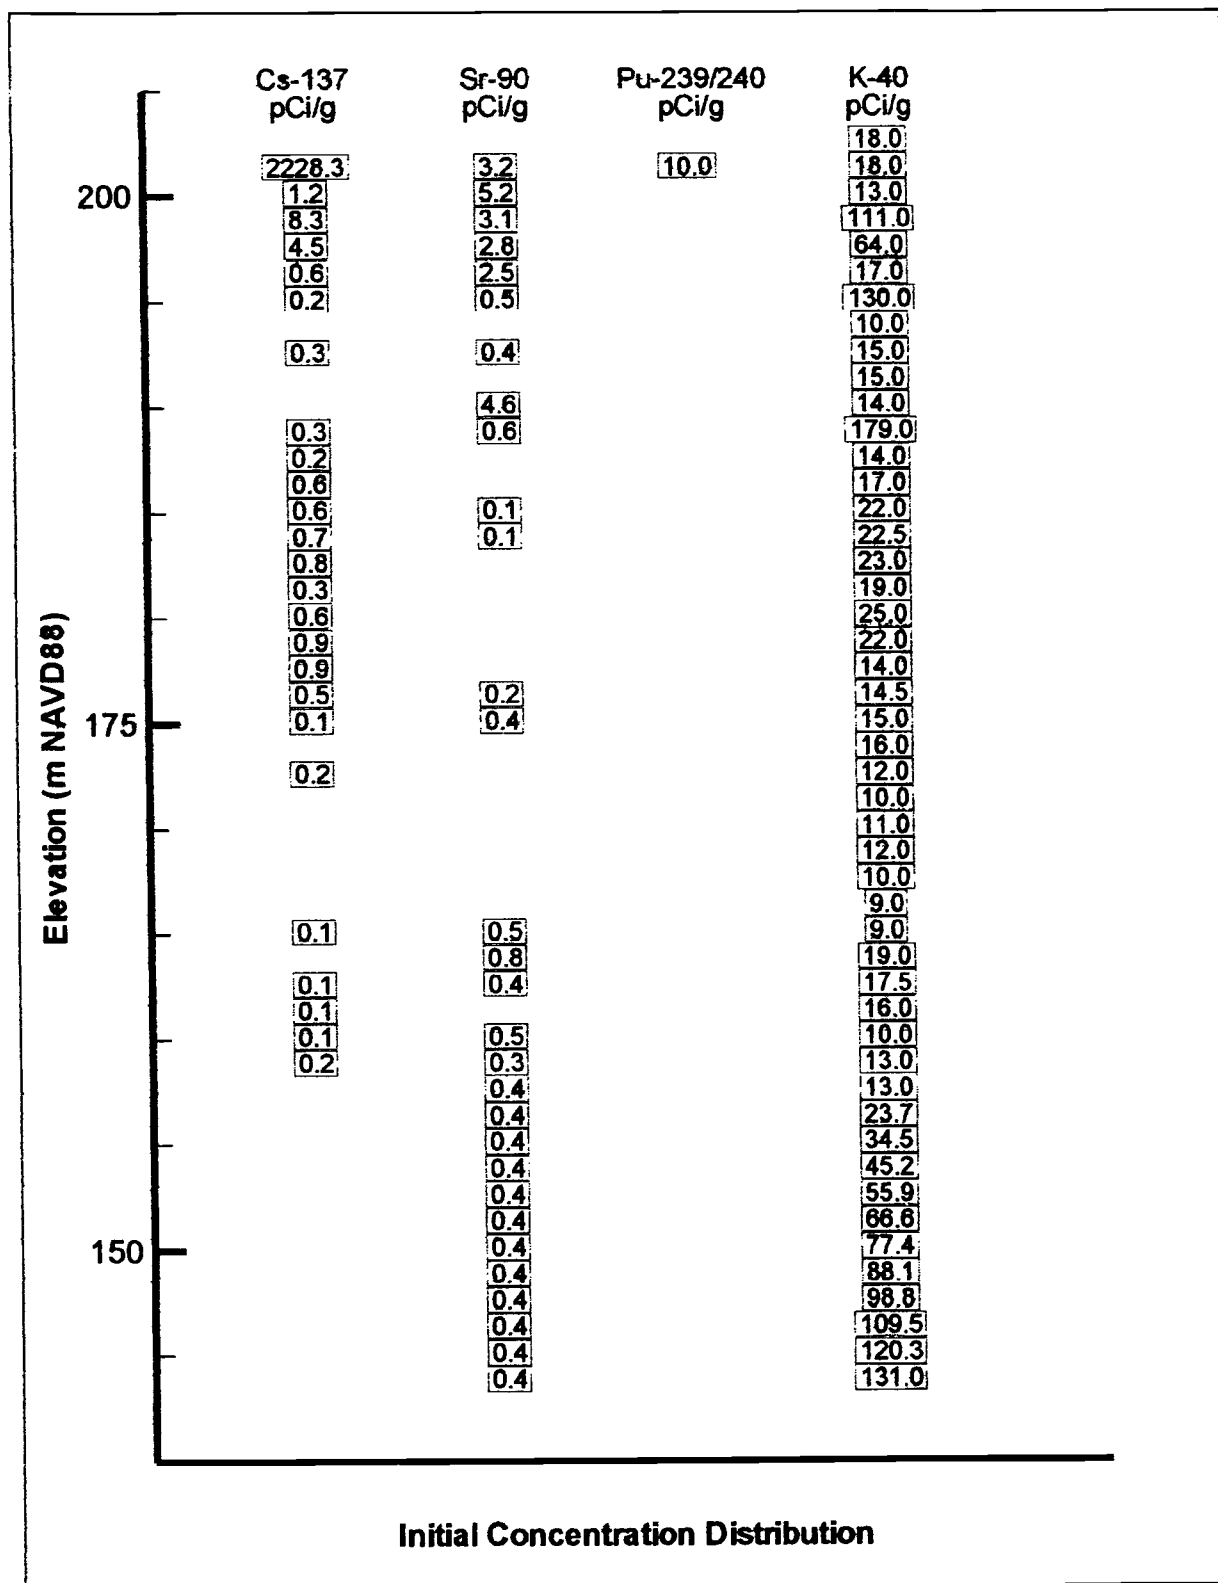 Cs-137 Sr-90 Pu-239/240 K-40
pCi/g pCi/g pCi/g pCi/g
18.0
2228.3 3.2 10.0 18.0
200 1.2 5.2 13.0
8.3 3.1 111.0
4.5 2.8 64.0
0.6 2.5 17.0
0.2 0.5 130.0
10.0
0.3 0.4 15.0
15.0
4.6 14.0
0.3 0.6 179.0
0.2 14.0
0.6 17.0
0.6 0.1 22.0
0.7 0.1 22.5
0.8 23.0
0.3 19.0
0.6 25.0
0.9 22.0
0.9 14.0
0.5 0.2 14.5
175 0.1 0.4 15.0
16.0
0.2 12.0
10.0
11.0
12.0
10.0
9.0
0.1 0.5 9.0
0.8 19.0
0.1 0.4 17.5
0.1 16.0
0.1 0.5 10.0
0.2 0.3 13.0
0.4 13.0
0.4 23.7
0.4 34.5
0.4 45.2
0.4 55.9
0.4 66.6
150 0.4 77.4
0.4 88.1
0.4 98.8
0.4 109.5
0.4 120.3
0.4 131.0
Elevation (m NAVD88)
Initial Concentration Distribution